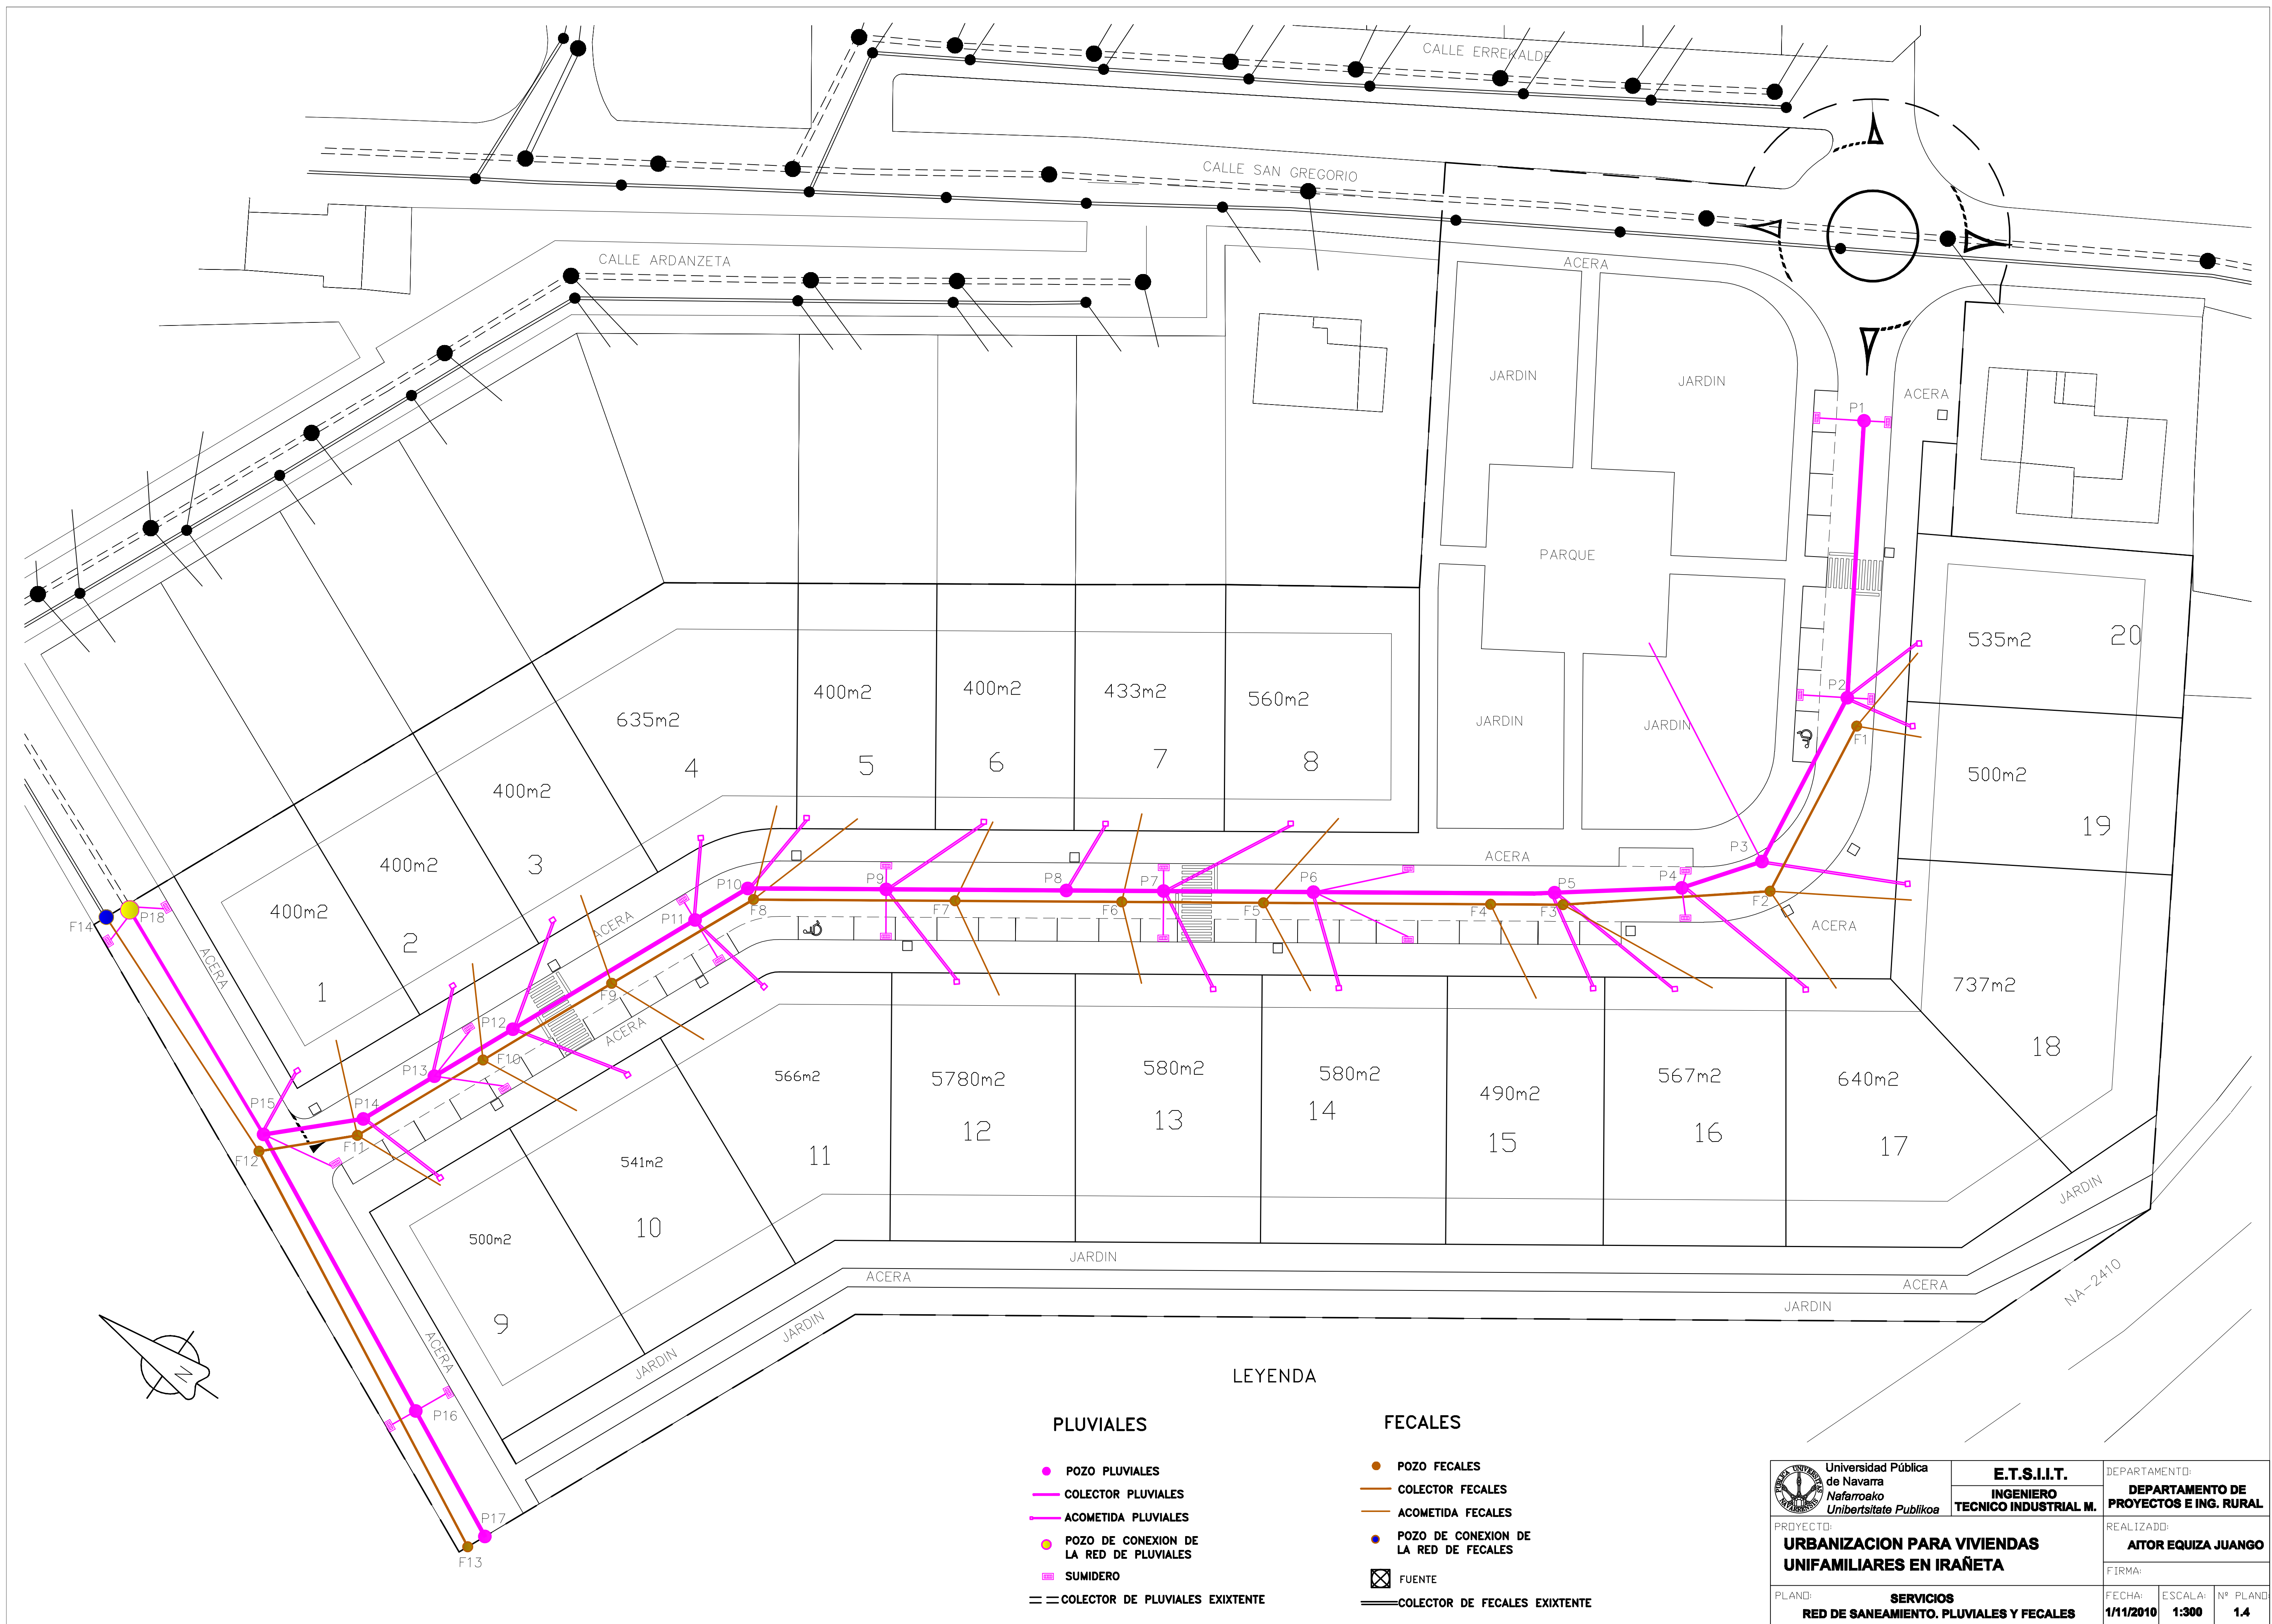 CALLE ERREKALDE
CALLE SAN GREGORIO
CALLE ARDANZETA
ACERA
JARDIN
JARDIN
ACERA
P1
PARQUE
535m2
20
400m2
400m2
433m2
560m2
635m2
P2
JARDIN
JARDIN
F1
4
5
6
7
8
500m2
19
400m2
3
400m2
2
400m2
1
P3
ACERA
P4
P10
P9
P8
P7
P6
P5
F8
F7
F6
F5
F4
F3
F2
P18
F14
P11
ACERA
ACERA
ACERA
F9
737m2
18
P12
ACERA
F10
P13
P14
P15
F11
F12
566m2
11
5780m2
12
580m2
13
580m2
14
490m2
15
567m2
16
640m2
17
541m2
10
500m2
9
JARDIN
JARDIN
ACERA
ACERA
JARDIN
NA-2410
JARDIN
JARDIN
ACERA
N
P16
P17
F13
LEYENDA
PLUVIALES
POZO PLUVIALES
COLECTOR PLUVIALES
ACOMETIDA PLUVIALES
POZO DE CONEXION DE
LA RED DE PLUVIALES
SUMIDERO
COLECTOR DE PLUVIALES EXIXTENTE
FECALES
POZO FECALES
COLECTOR FECALES
ACOMETIDA FECALES
POZO DE CONEXION DE
LA RED DE FECALES
FUENTE
COLECTOR DE FECALES EXIXTENTE
Universidad Pública
de Navarra
Nafarroako
Unibertsitate Publikoa
E.T.S.I.I.T.
INGENIERO
TECNICO INDUSTRIAL M.
DEPARTAMENTO:
DEPARTAMENTO DE
PROYECTOS E ING. RURAL
PROYECTO:
URBANIZACION PARA VIVIENDAS
UNIFAMILIARES EN IRAÑETA
REALIZADO:
AITOR EQUIZA JUANGO
FIRMA:
PLANO:
SERVICIOS
RED DE SANEAMIENTO. PLUVIALES Y FECALES
FECHA:
1/11/2010
ESCALA:
1:300
Nº PLANO:
1.4